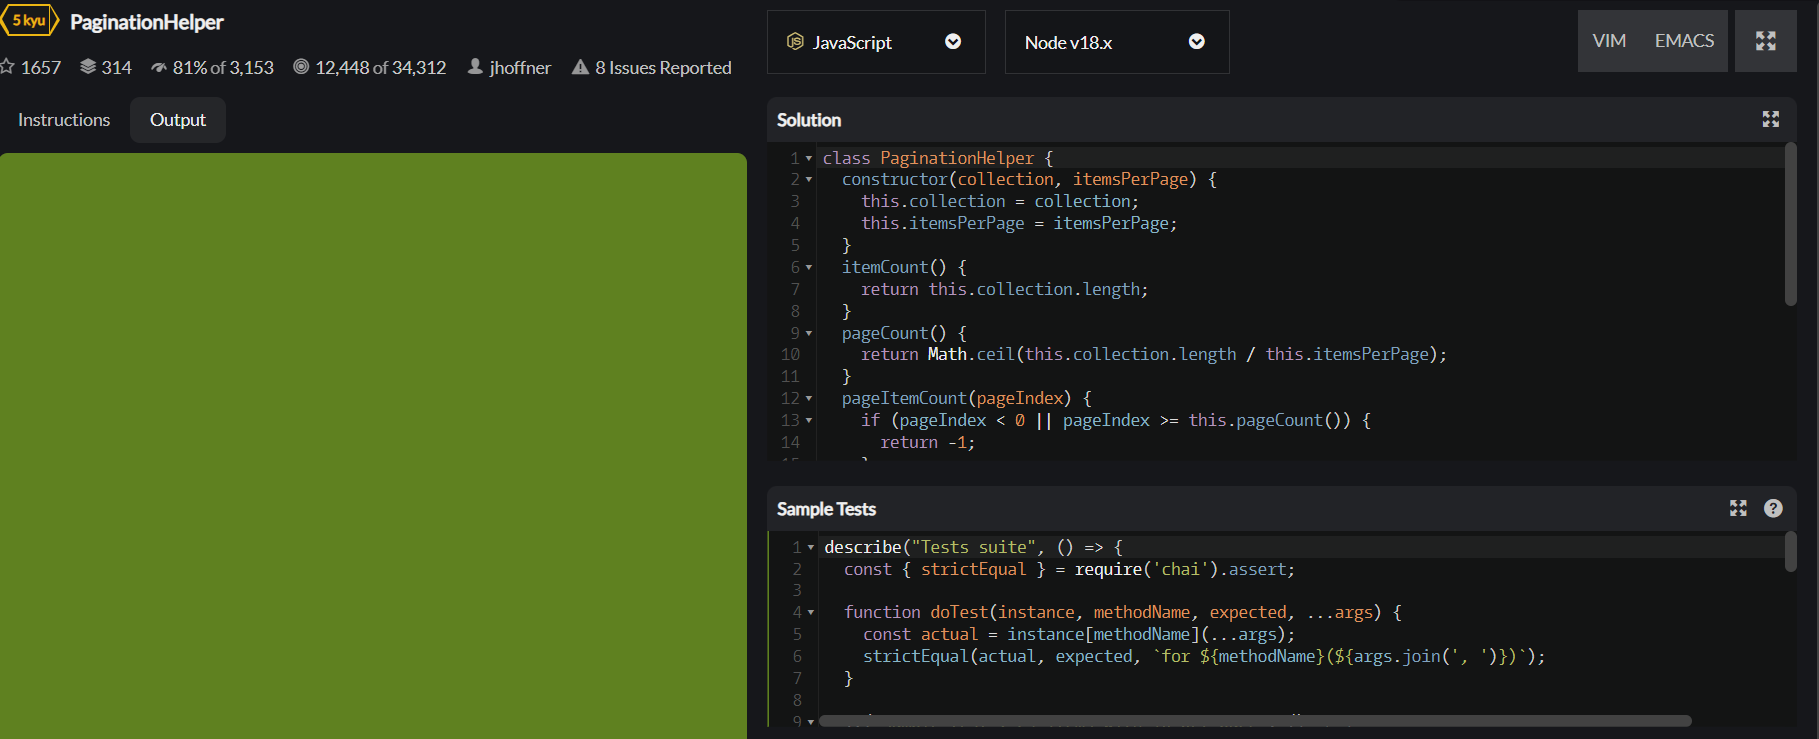 5 kyu PaginationHelper
1657 314 81% of 3,153 12,448 of 34,312 jhoffner 8 Issues Reported
Instructions Output
JavaScript Node v18.x VIM EMACS
Solution
1 class PaginationHelper {
2 constructor(collection, itemsPerPage) {
3 this.collection = collection;
4 this.itemsPerPage = itemsPerPage;
5 }
6 itemCount() {
7 return this.collection.length;
8 }
9 pageCount() {
10 return Math.ceil(this.collection.length / this.itemsPerPage);
11 }
12 pageItemCount(pageIndex) {
13 if (pageIndex < 0 || pageIndex >= this.pageCount()) {
14 return -1;
Sample Tests
1 describe("Tests suite", () => {
2 const { strictEqual } = require('chai').assert;
3
4 function doTest(instance, methodName, expected, ...args) {
5 const actual = instance[methodName](...args);
6 strictEqual(actual, expected, `for ${methodName}(${args.join(', ')})`);
7 }
8
9